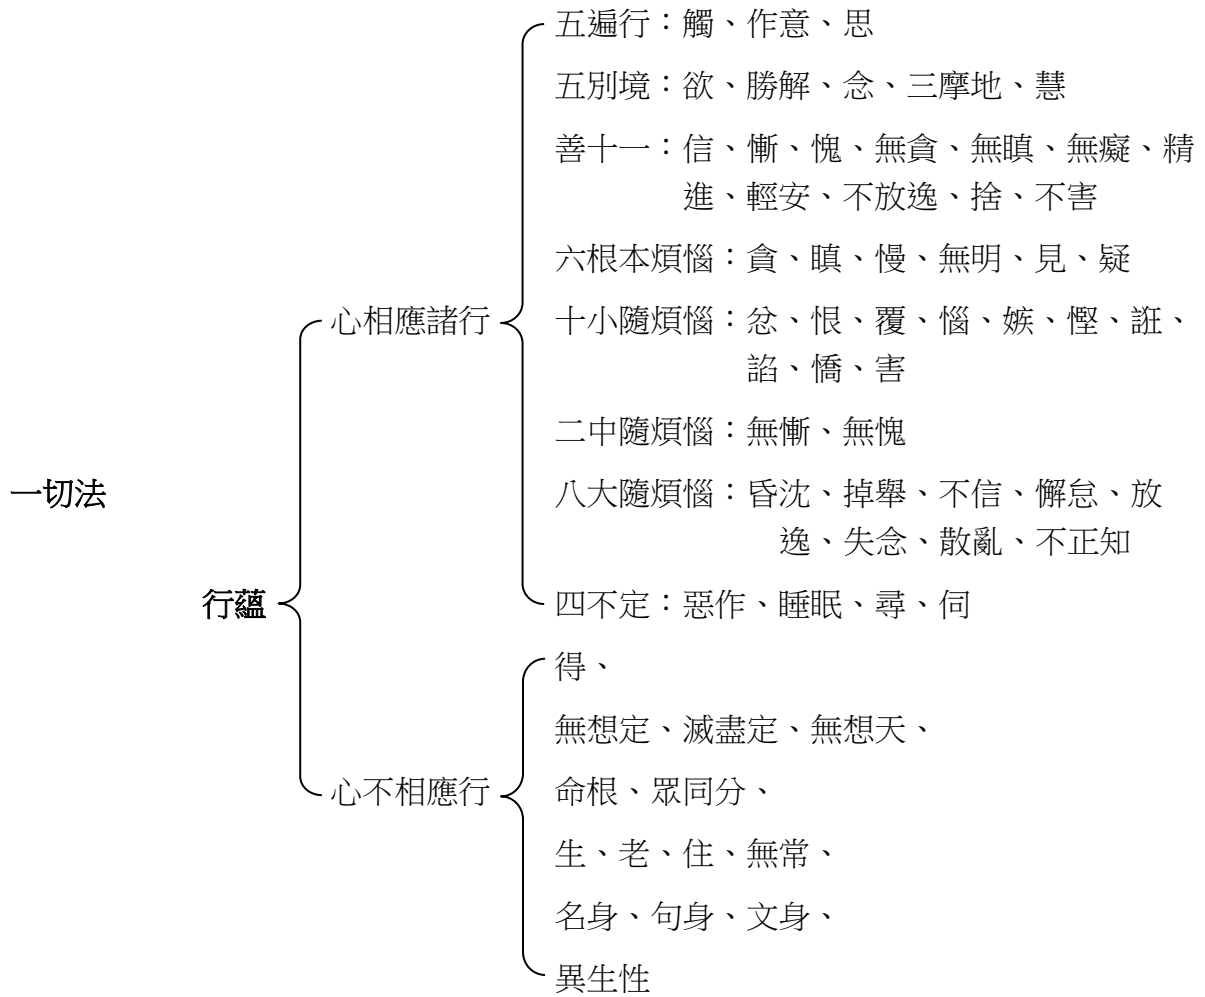 五遍行：觸、作意、思
五別境：欲、勝解、念、三摩地、慧
善十一：信、慚、愧、無貪、無瞋、無癡、精
進、輕安、不放逸、捨、不害
六根本煩惱：貪、瞋、慢、無明、見、疑
心相應諸行
十小隨煩惱：忿、恨、覆、惱、嫉、慳、誑、
諂、憍、害
二中隨煩惱：無慚、無愧
一切法
八大隨煩惱：昏沈、掉舉、不信、懈怠、放
逸、失念、散亂、不正知
行蘊
四不定：惡作、睡眠、尋、伺
得、
無想定、滅盡定、無想天、
心不相應行
命根、眾同分、
生、老、住、無常、
名身、句身、文身、
異生性